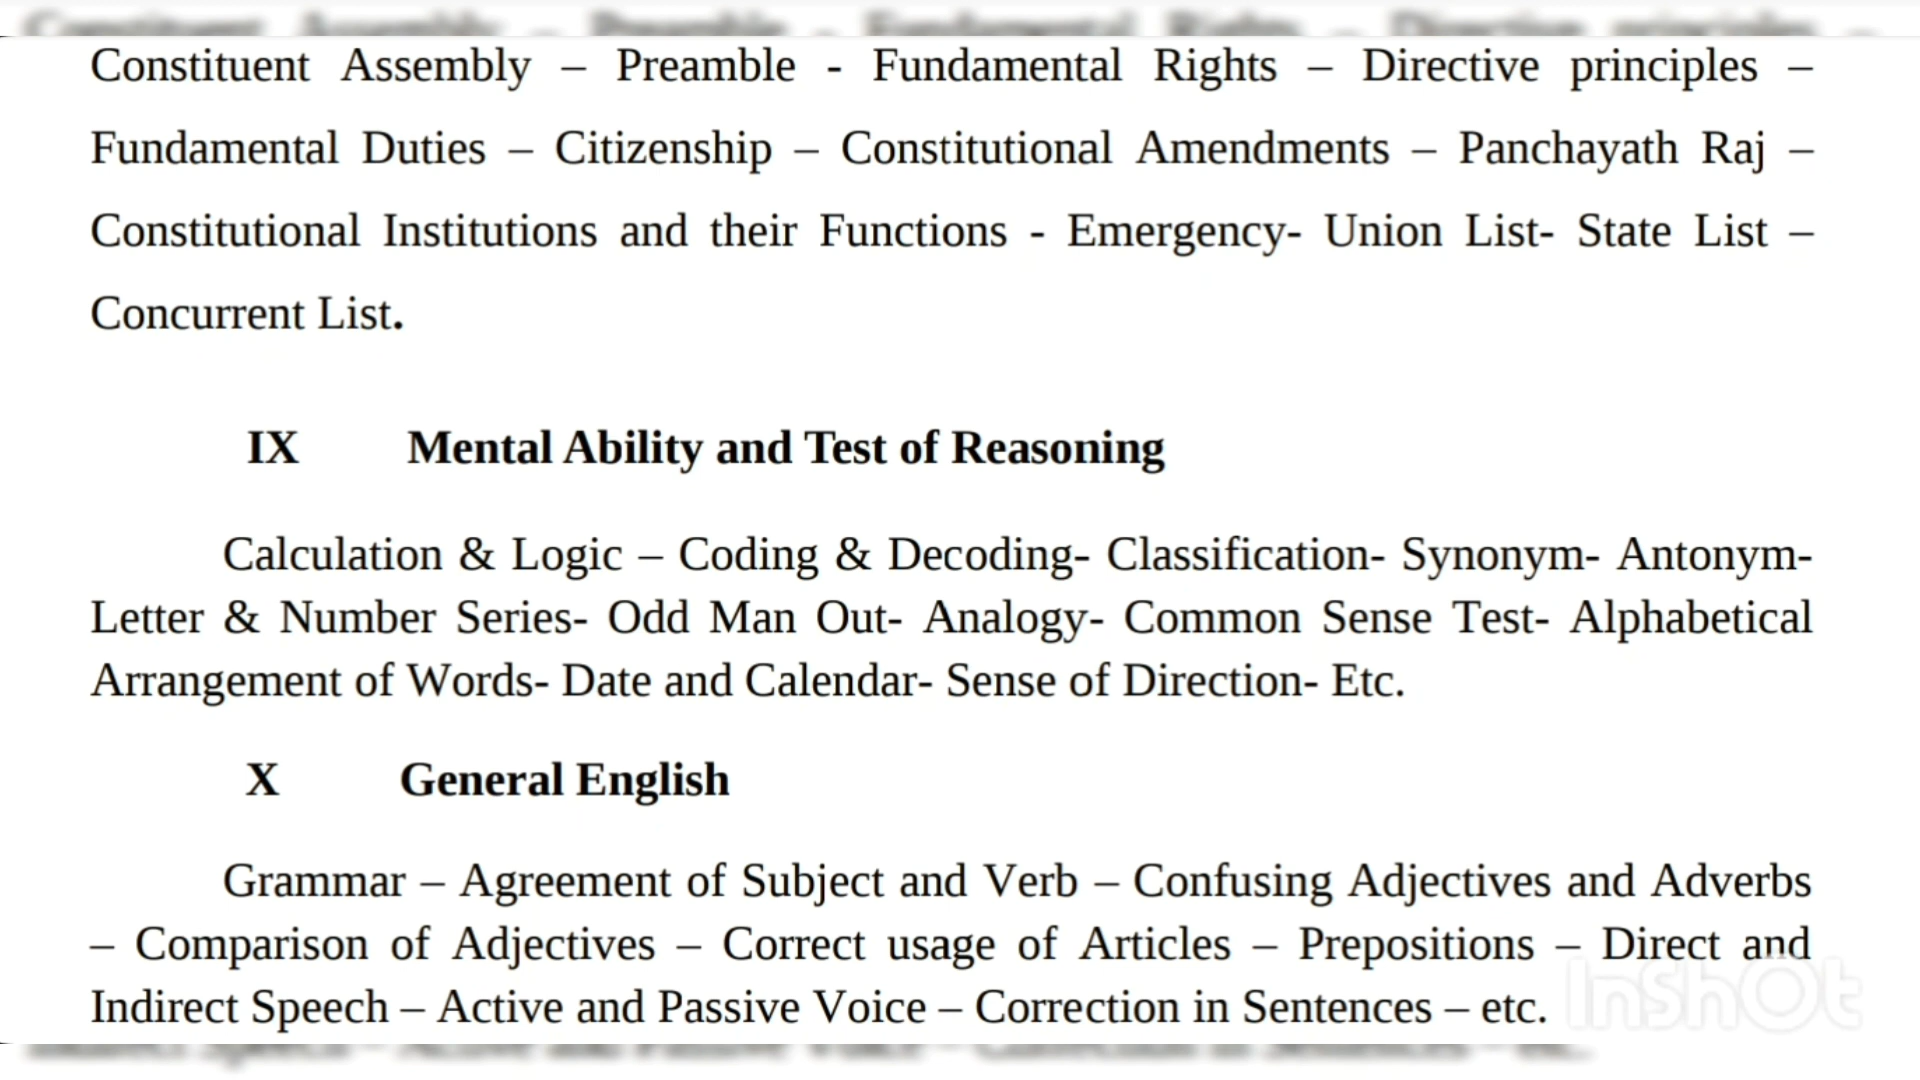 Constituent Assembly – Preamble - Fundamental Rights – Directive principles –
Fundamental Duties – Citizenship – Constitutional Amendments – Panchayath Raj –
Constitutional Institutions and their Functions - Emergency- Union List- State List –
Concurrent List.
IX Mental Ability and Test of Reasoning
Calculation & Logic – Coding & Decoding- Classification- Synonym- Antonym-
Letter & Number Series- Odd Man Out- Analogy- Common Sense Test- Alphabetical
Arrangement of Words- Date and Calendar- Sense of Direction- Etc.
X General English
Grammar – Agreement of Subject and Verb – Confusing Adjectives and Adverbs
– Comparison of Adjectives – Correct usage of Articles – Prepositions – Direct and
Indirect Speech – Active and Passive Voice – Correction in Sentences – etc.
InShOt